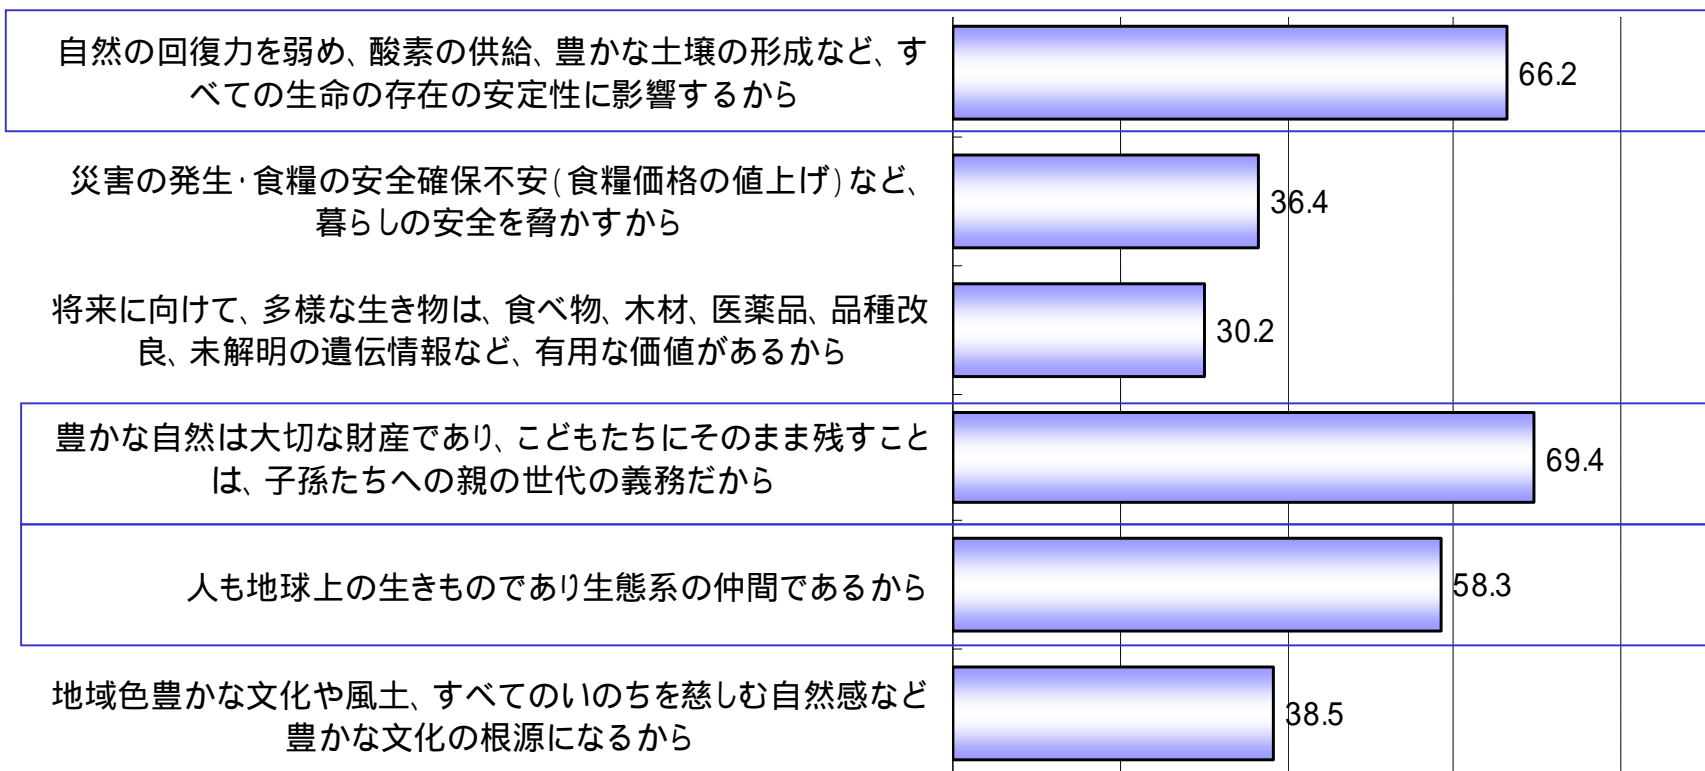 自然の回復力を弱め、酸素の供給、豊かな土壌の形成など、す
べての生命の存在の安定性に影響するから
66.2
災害の発生・食糧の安全確保不安(食糧価格の値上げ)など、
暮らしの安全を脅かすから
36.4
将来に向けて、多様な生き物は、食べ物、木材、医薬品、品種改
良、未解明の遺伝情報など、有用な価値があるから
30.2
豊かな自然は大切な財産であり、こどもたちにそのまま残すこと
は、子孫たちへの親の世代の義務だから
69.4
人も地球上の生きものであり生態系の仲間であるから
58.3
地域色豊かな文化や風土、すべてのいのちを慈しむ自然感など
豊かな文化の根源になるから
38.5